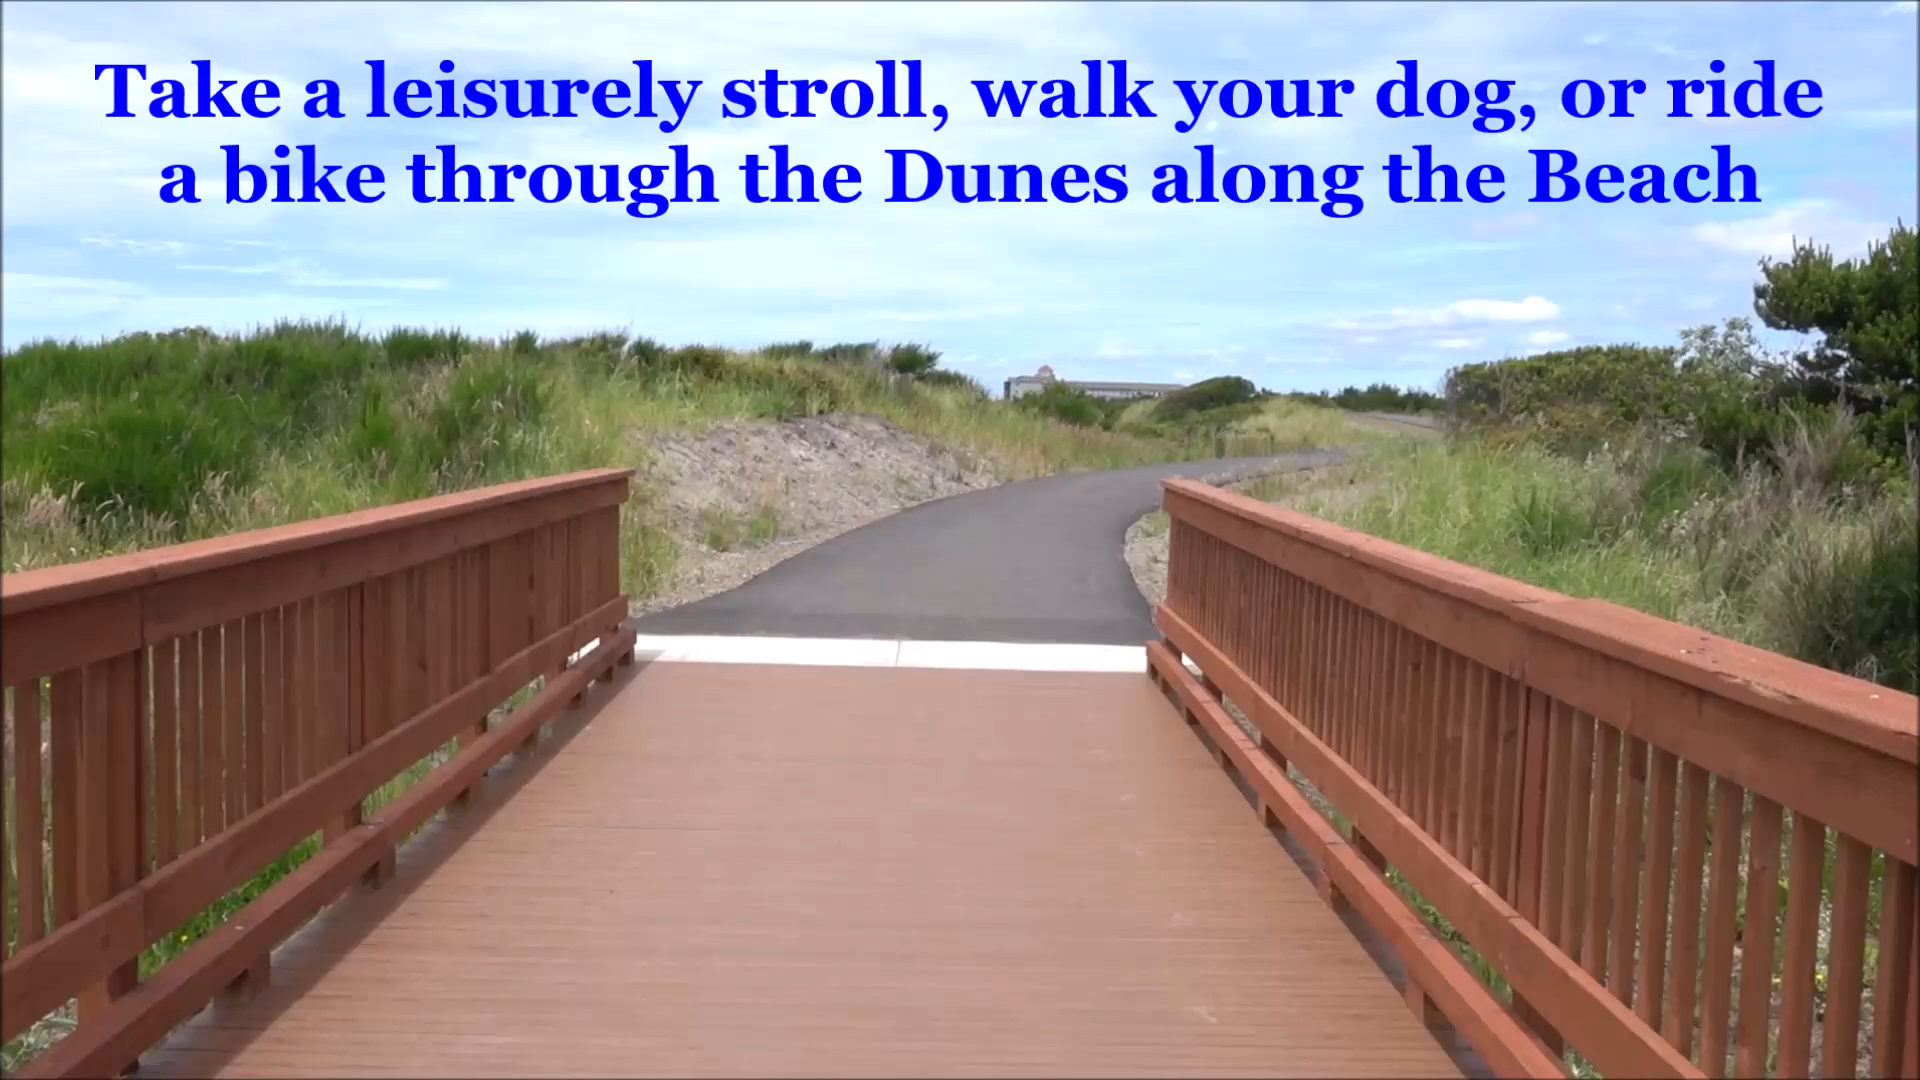 Take a leisurely stroll, walk your dog, or ride
a bike through the Dunes along the Beach